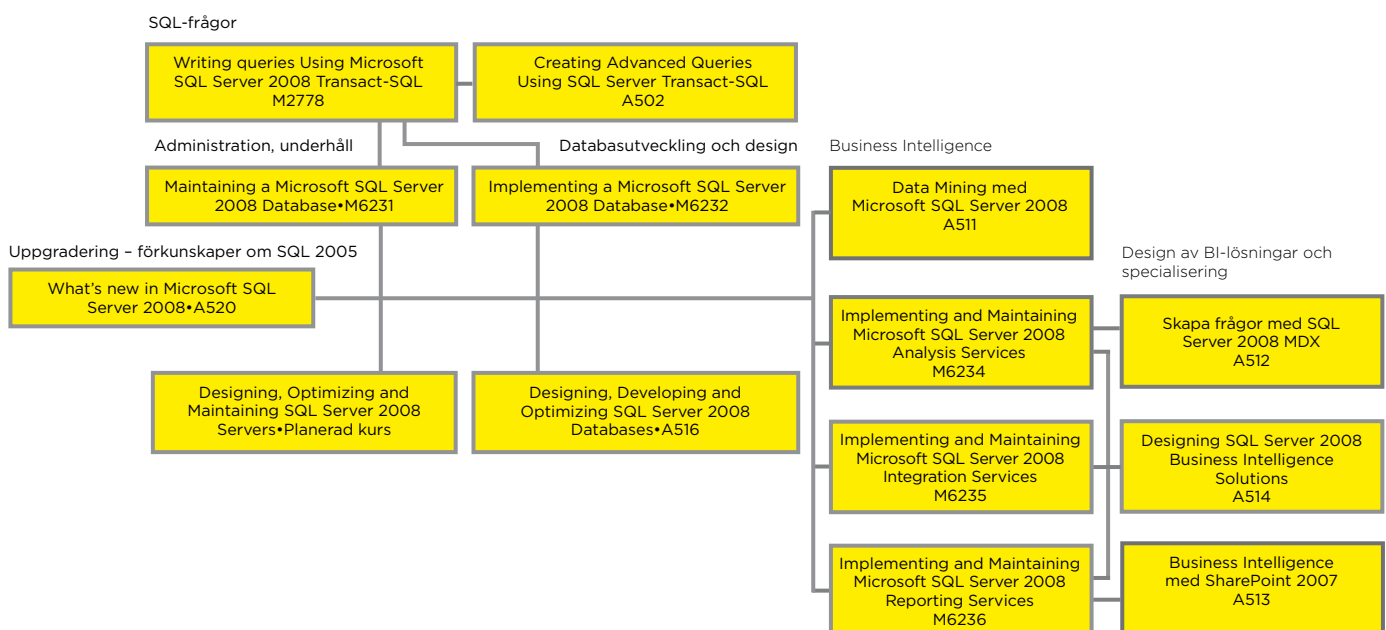 SQL-frågor
Writing queries Using Microsoft
SQL Server 2008 Transact-SQL
M2778
Creating Advanced Queries
Using SQL Server Transact-SQL
A502
Administration, underhåll
Databasutveckling och design
Business Intelligence
Maintaining a Microsoft SQL Server
2008 Database•M6231
Implementing a Microsoft SQL Server
2008 Database•M6232
Data Mining med
Microsoft SQL Server 2008
A511
Uppgradering – förkunskaper om SQL 2005
What’s new in Microsoft SQL
Server 2008•A520
Design av BI-lösningar och
specialisering
Implementing and Maintaining
Microsoft SQL Server 2008
Analysis Services
M6234
Skapa frågor med SQL
Server 2008 MDX
A512
Designing, Optimizing and
Maintaining SQL Server 2008
Servers•Planerad kurs
Designing, Developing and
Optimizing SQL Server 2008
Databases•A516
Implementing and Maintaining
Microsoft SQL Server 2008
Integration Services
M6235
Designing SQL Server 2008
Business Intelligence
Solutions
A514
Implementing and Maintaining
Microsoft SQL Server 2008
Reporting Services
M6236
Business Intelligence
med SharePoint 2007
A513